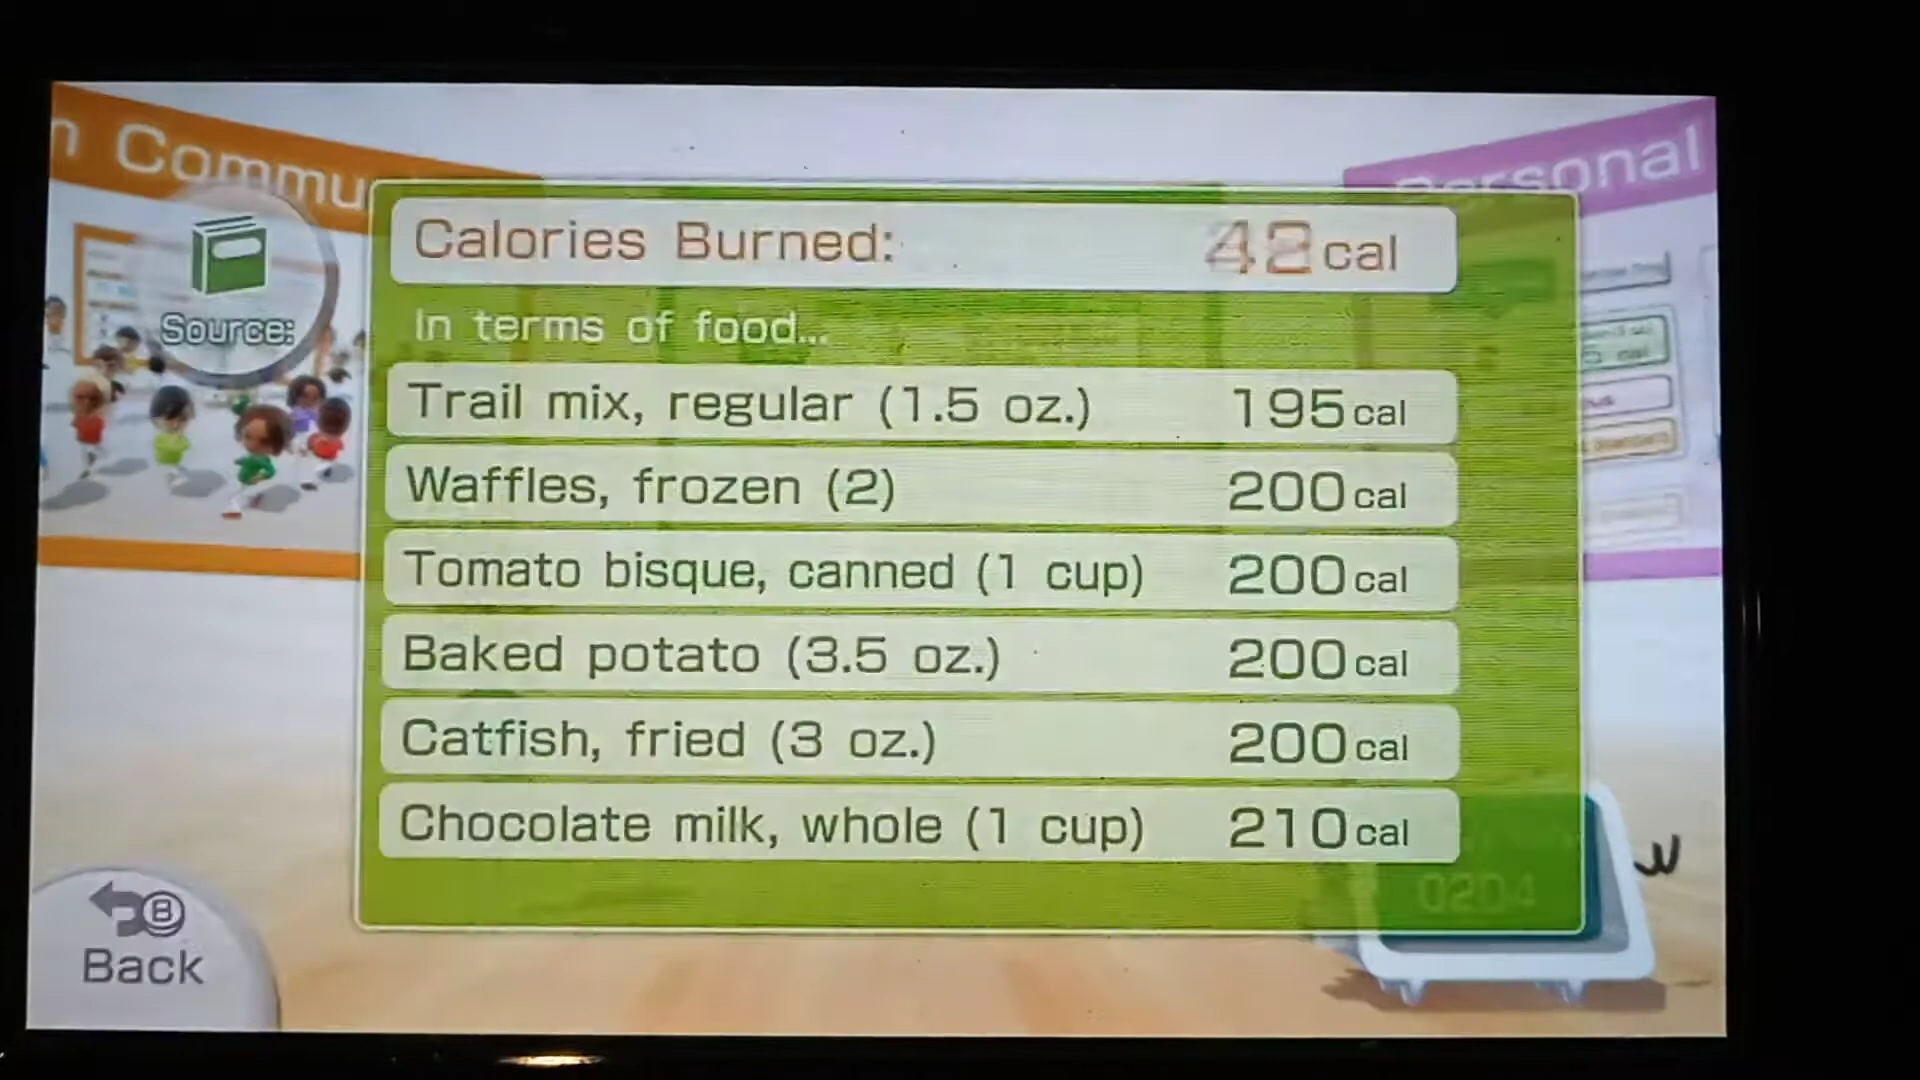 n Commu
Personal
Source:
Calories Burned: 42 cal
In terms of food...
Trail mix, regular (1.5 oz.) 195 cal
Waffles, frozen (2) 200 cal
Tomato bisque, canned (1 cup) 200 cal
Baked potato (3.5 oz.) 200 cal
Catfish, fried (3 oz.) 200 cal
Chocolate milk, whole (1 cup) 210 cal
0204
B
Back